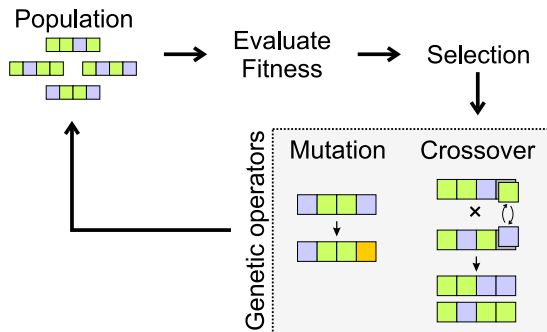 Population
Evaluate
Fitness
Selection
Genetic operators
Mutation
Crossover
×